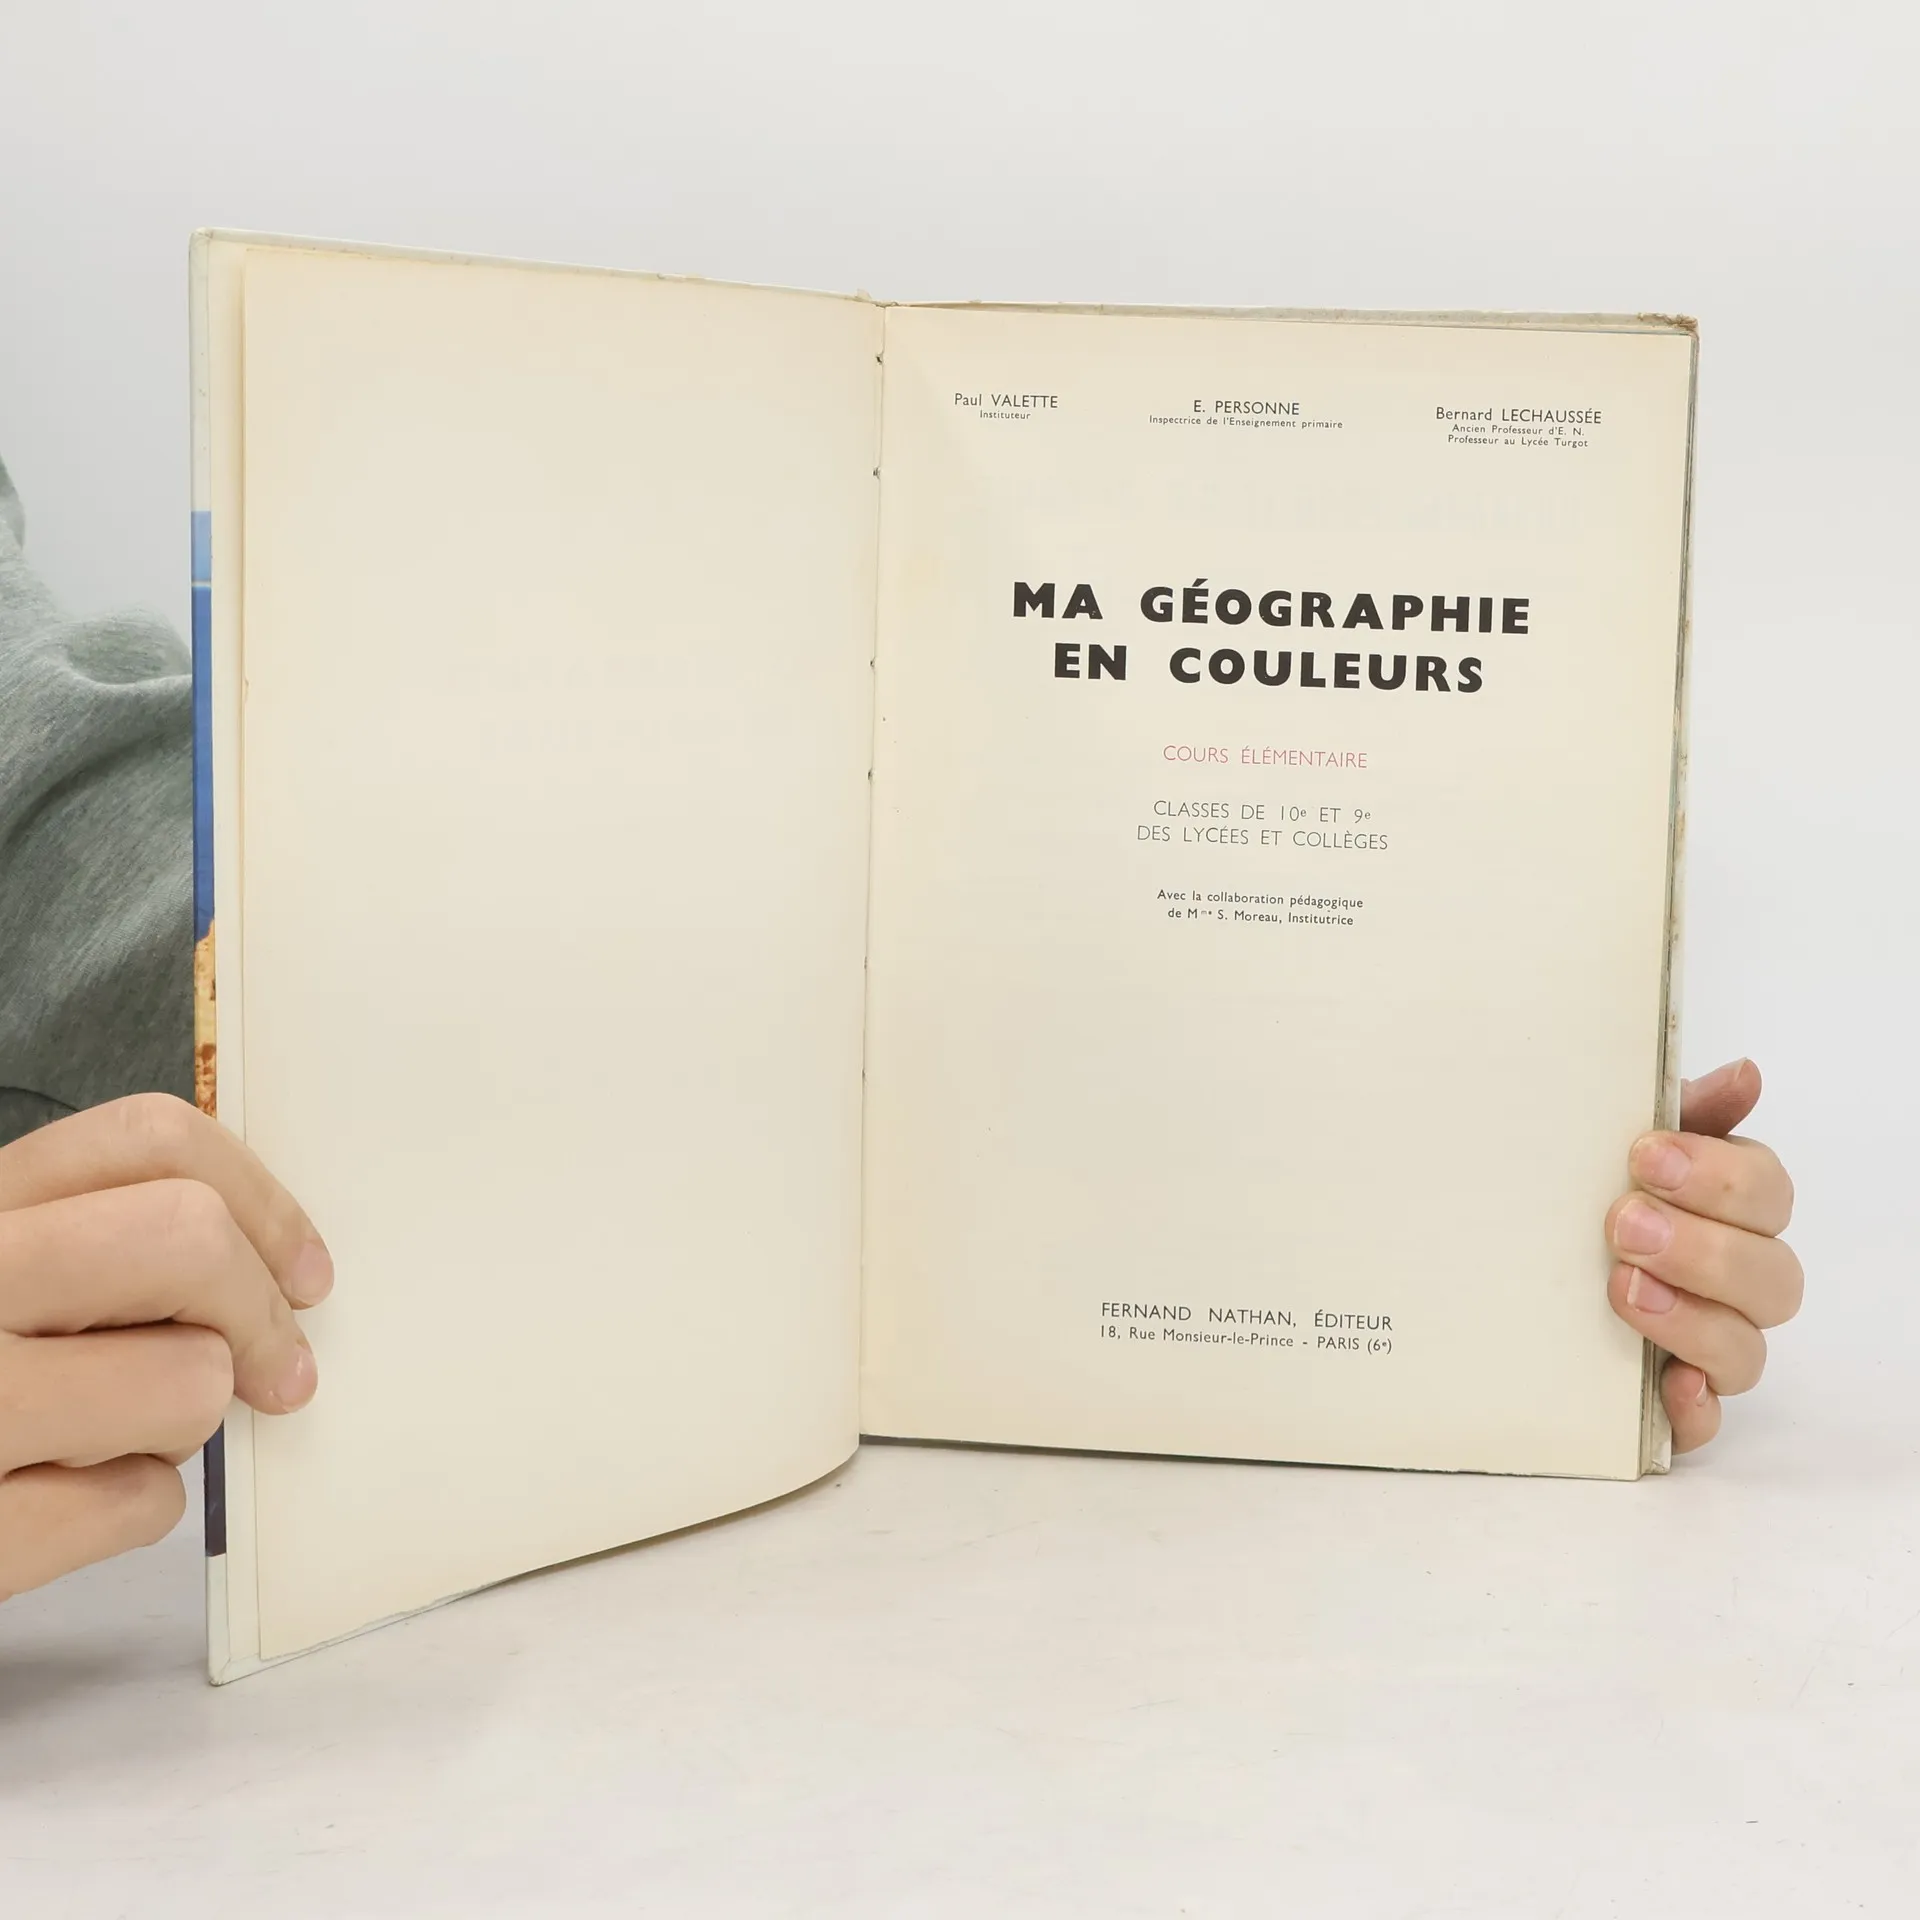 Paul VALETTE
Instituteur
E. PERSONNE
Inspectrice de l'Enseignement primaire
Bernard LECHAUSSÉE
Ancien Professeur d'E. N.
Professeur au Lycée Turgot
MA GÉOGRAPHIE
EN COULEURS
COURS ÉLÉMENTAIRE
CLASSES DE 10e ET 9e
DES LYCÉES ET COLLÈGES
Avec la collaboration pédagogique
de Mme S. Moreau, Institutrice
FERNAND NATHAN, ÉDITEUR
18, Rue Monsieur-le-Prince - PARIS (6e)